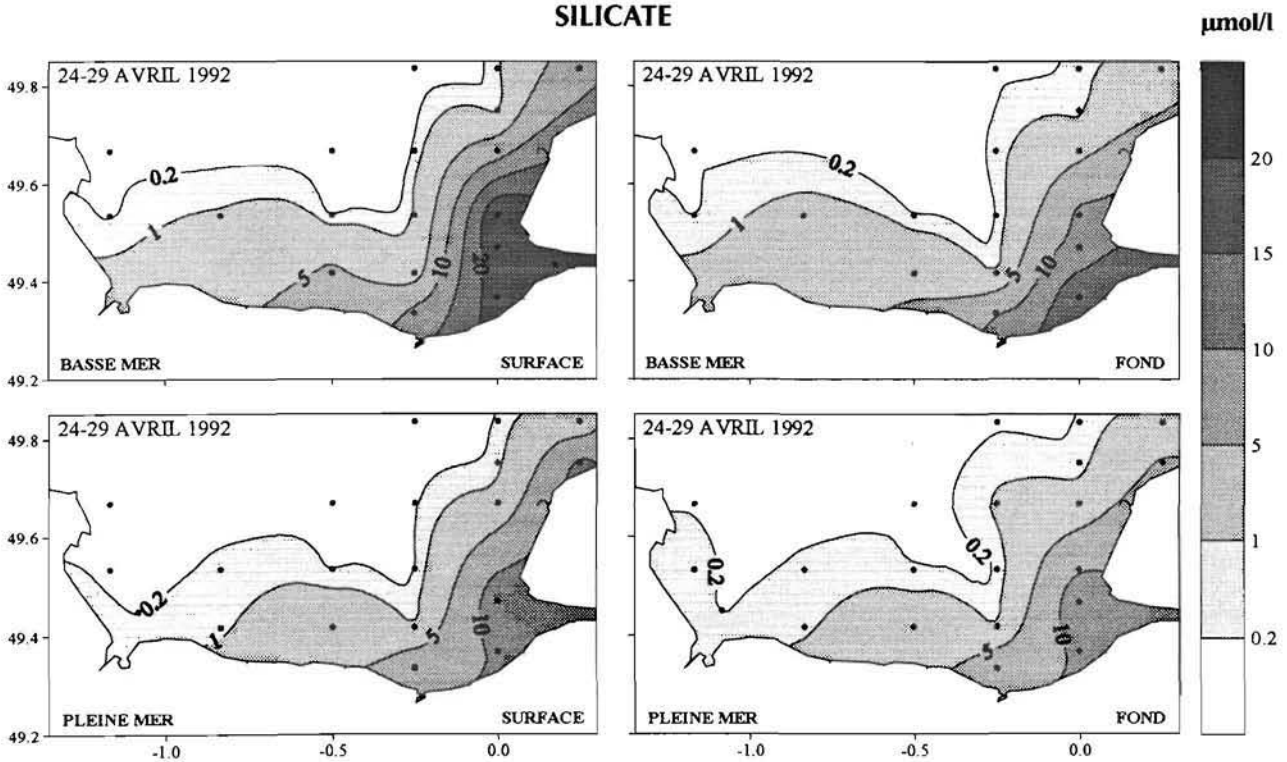 SILICATE
µmol/l
24-29 AVRIL 1992
49.8
49.6
49.4
49.2
0.2
1
5
10
20
BASSE MER
SURFACE
24-29 AVRIL 1992
0.2
1
5
10
BASSE MER
FOND
24-29 AVRIL 1992
49.8
49.6
49.4
49.2
0.2
1
5
10
PLEINE MER
SURFACE
-1.0
-0.5
0.0
24-29 AVRIL 1992
0.2
0.2
5
10
PLEINE MER
FOND
-1.0
-0.5
0.0
20
15
10
5
1
0.2